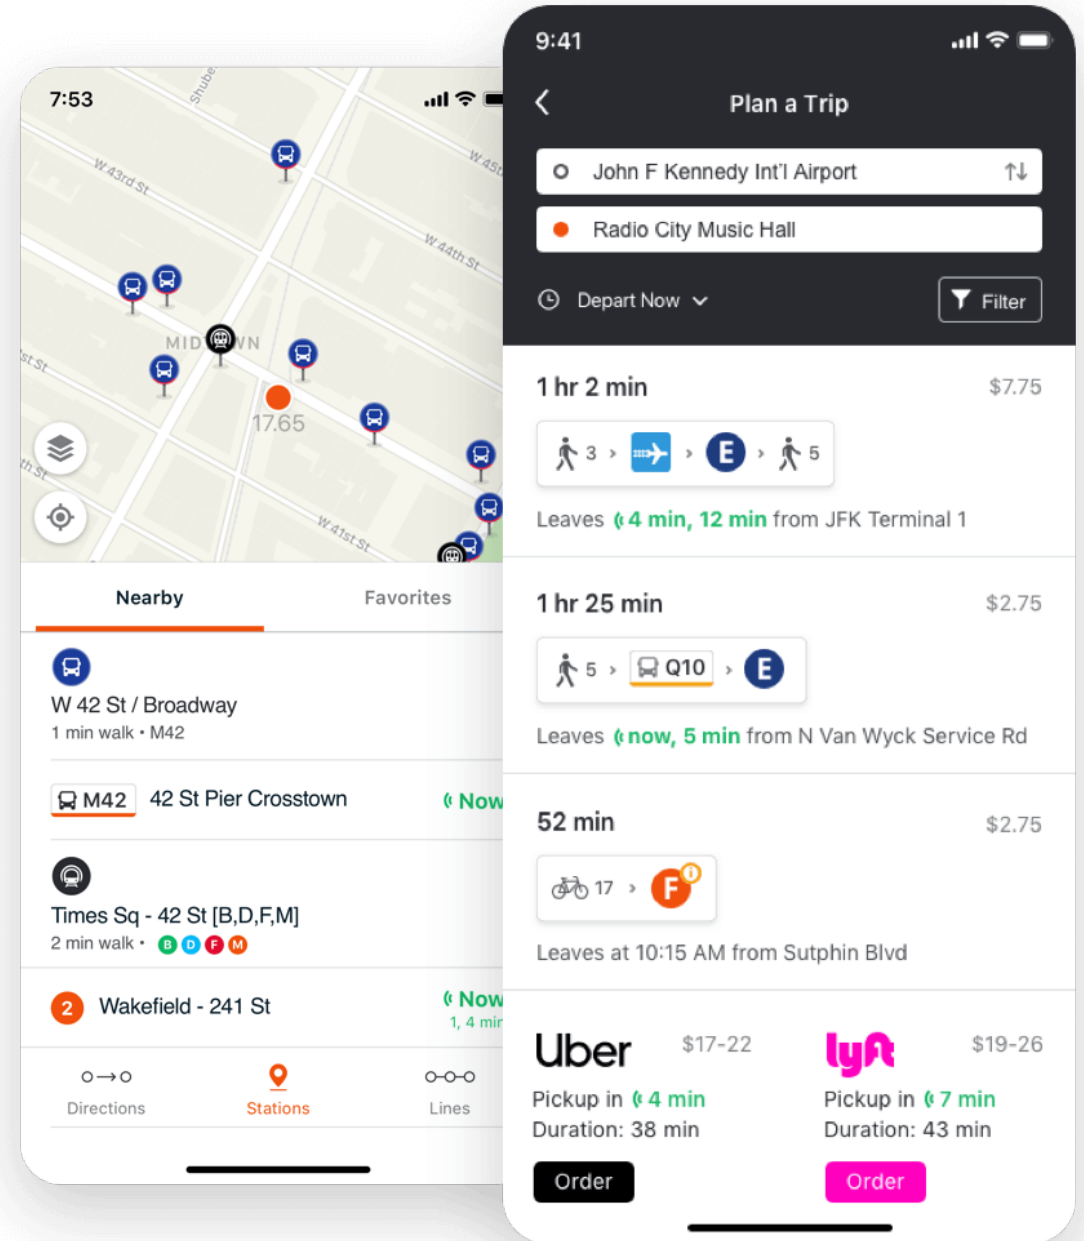 7:53
Shube
W 43rd St
W 45t
W 44th St
MIDTOWN
1st St
17.65
th St
W 41st St
Nearby
Favorites
W 42 St / Broadway
1 min walk • M42
M42
42 St Pier Crosstown
Now
Times Sq - 42 St [B,D,F,M]
2 min walk •
B D F M
2
Wakefield - 241 St
Now
1, 4 min
Directions
Stations
Lines
9:41
Plan a Trip
John F Kennedy Int'l Airport
Radio City Music Hall
Depart Now
Filter
1 hr 2 min
$7.75
3
E
5
Leaves 4 min, 12 min from JFK Terminal 1
1 hr 25 min
$2.75
5
Q10
E
Leaves now, 5 min from N Van Wyck Service Rd
52 min
$2.75
17
F
i
Leaves at 10:15 AM from Sutphin Blvd
Uber
$17-22
Pickup in 4 min
Duration: 38 min
Order
lyft
$19-26
Pickup in 7 min
Duration: 43 min
Order